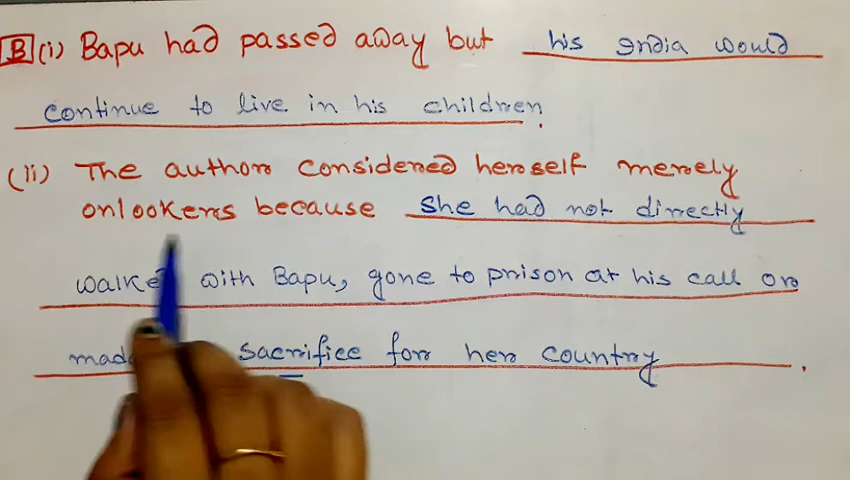 B (i) Bapu had passed away but his India would
continue to live in his children.
(ii) The author considered herself merely
onlookers because she had not directly
walked with Bapu, gone to prison at his call or
sacrifice for her country.